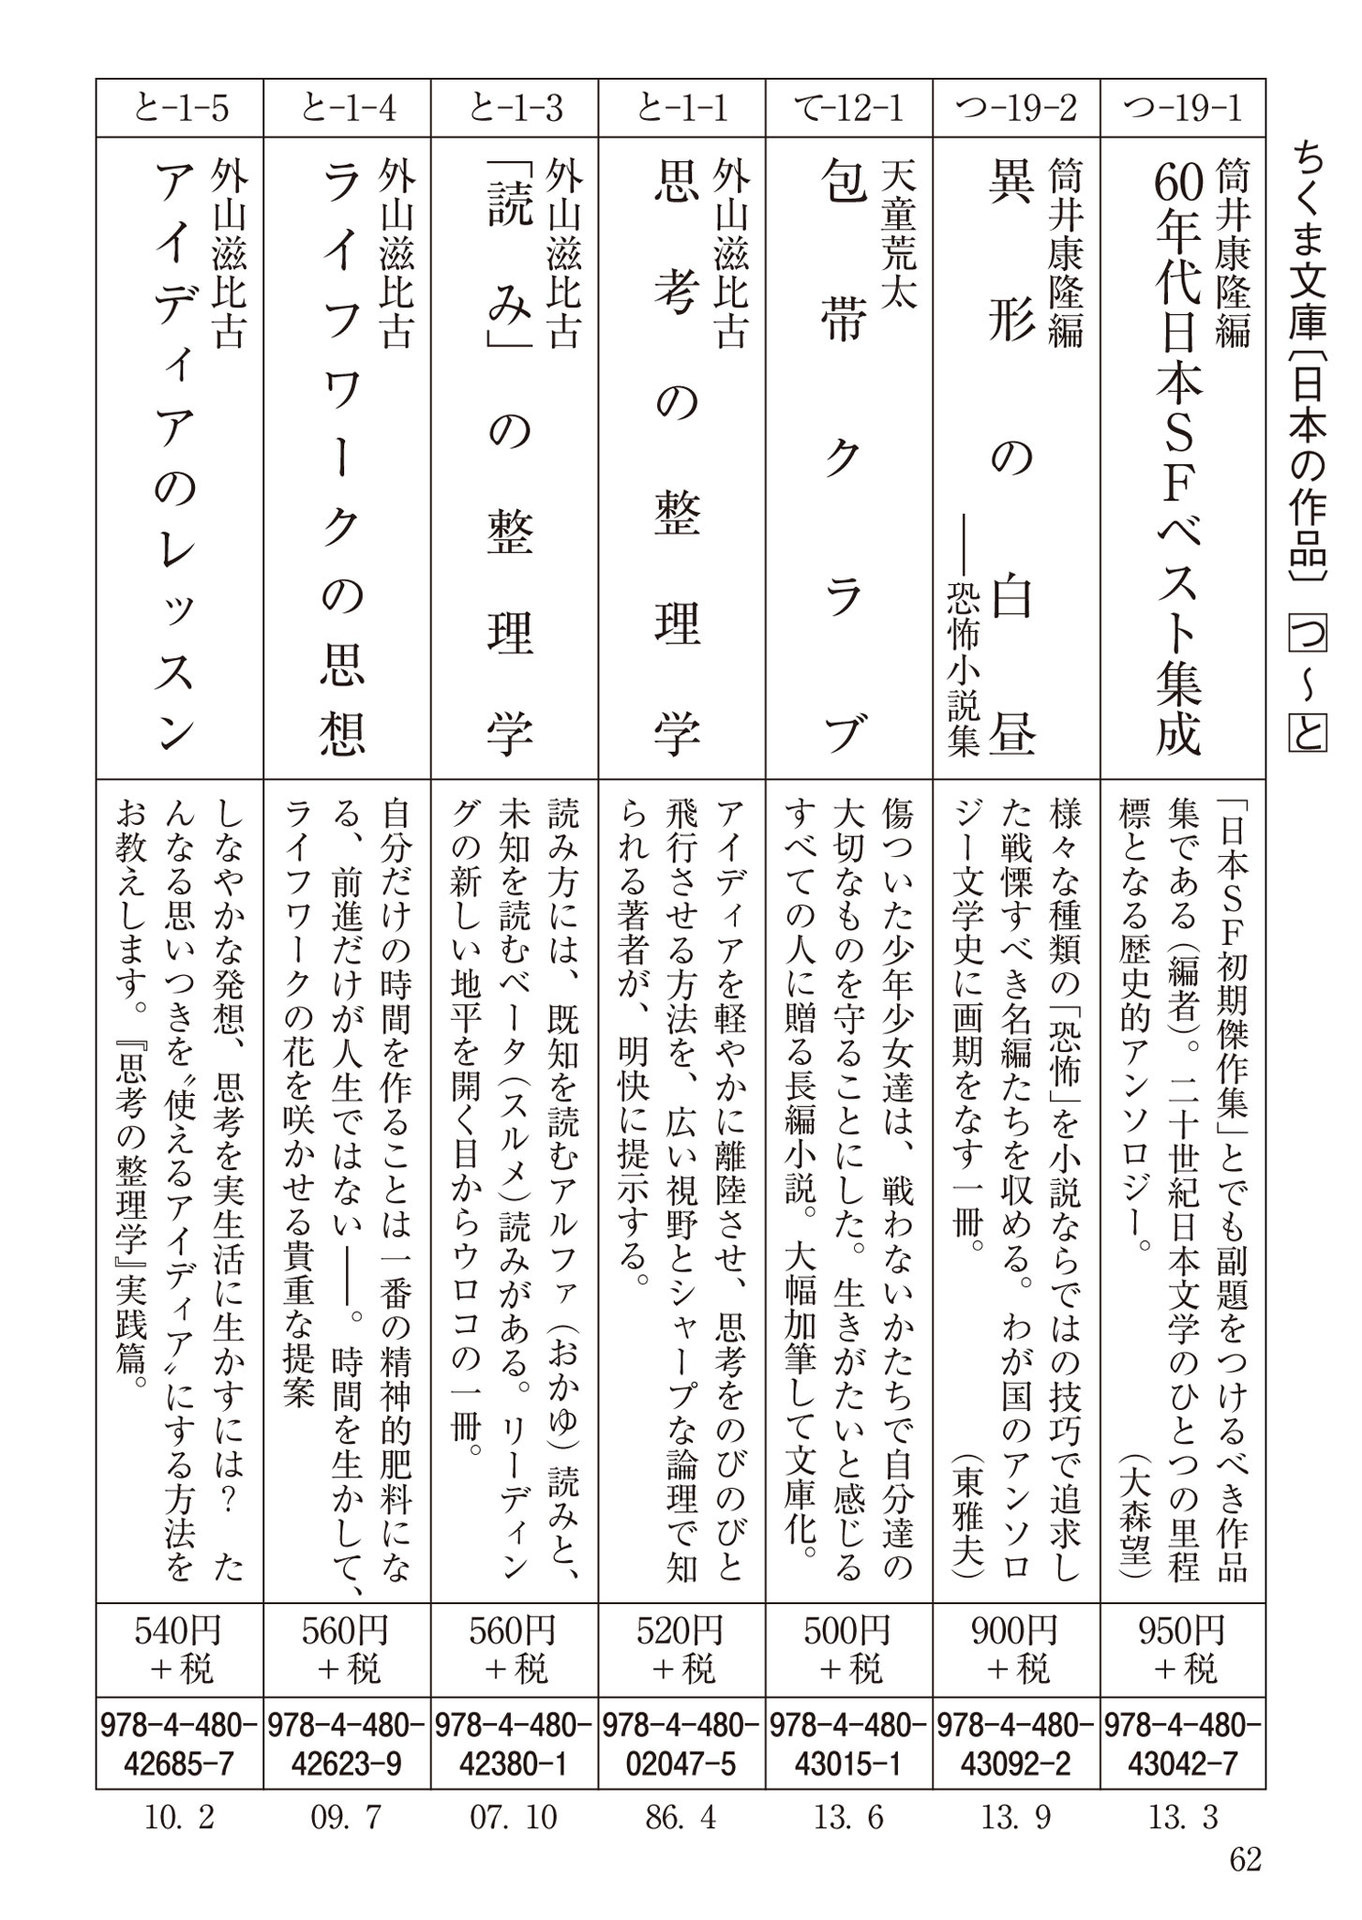 ちくま文庫〔日本の作品〕 つ～と
つ-19-1
筒井康隆編
60年代日本SFベスト集成
「日本SF初期傑作集」とでも副題をつけるべき作品
集である（編者）。二十世紀日本文学のひとつの里程
標となる歴史的アンソロジー。（大森望）
950円
＋税
978-4-480-
43042-7
13. 3
つ-19-2
筒井康隆編
異形の白昼
――恐怖小説集
様々な種類の「恐怖」を小説ならではの技巧で追求し
た戦慄すべき名編たちを収める。わが国のアンソロ
ジー文学史に画期をなす一冊。（東雅夫）
900円
＋税
978-4-480-
43092-2
13. 9
て-12-1
天童荒太
包帯クラブ
傷ついた少年少女達は、戦わないかたちで自分達の
大切なものを守ることにした。生きがたいと感じる
すべての人に贈る長編小説。大幅加筆して文庫化。
500円
＋税
978-4-480-
43015-1
13. 6
と-1-1
外山滋比古
思考の整理学
アイディアを軽やかに離陸させ、思考をのびのびと
飛行させる方法を、広い視野とシャープな論理で知
られる著者が、明快に提示する。
520円
＋税
978-4-480-
02047-5
86. 4
と-1-3
外山滋比古
「読み」の整理学
読み方には、既知を読むアルファ（おかゆ）読みと、
未知を読むベータ（スルメ）読みがある。リーディン
グの新しい地平を開く目からウロコの一冊。
560円
＋税
978-4-480-
42380-1
07. 10
と-1-4
外山滋比古
ライフワークの思想
自分だけの時間を作ることは一番の精神的肥料にな
る、前進だけが人生ではない――。時間を生かして、
ライフワークの花を咲かせる貴重な提案
560円
＋税
978-4-480-
42623-9
09. 7
と-1-5
外山滋比古
アイディアのレッスン
しなやかな発想、思考を実生活に生かすには？　た
んなる思いつきを〝使えるアイディア〟にする方法を
お教えします。『思考の整理学』実践篇。
540円
＋税
978-4-480-
42685-7
10. 2
62